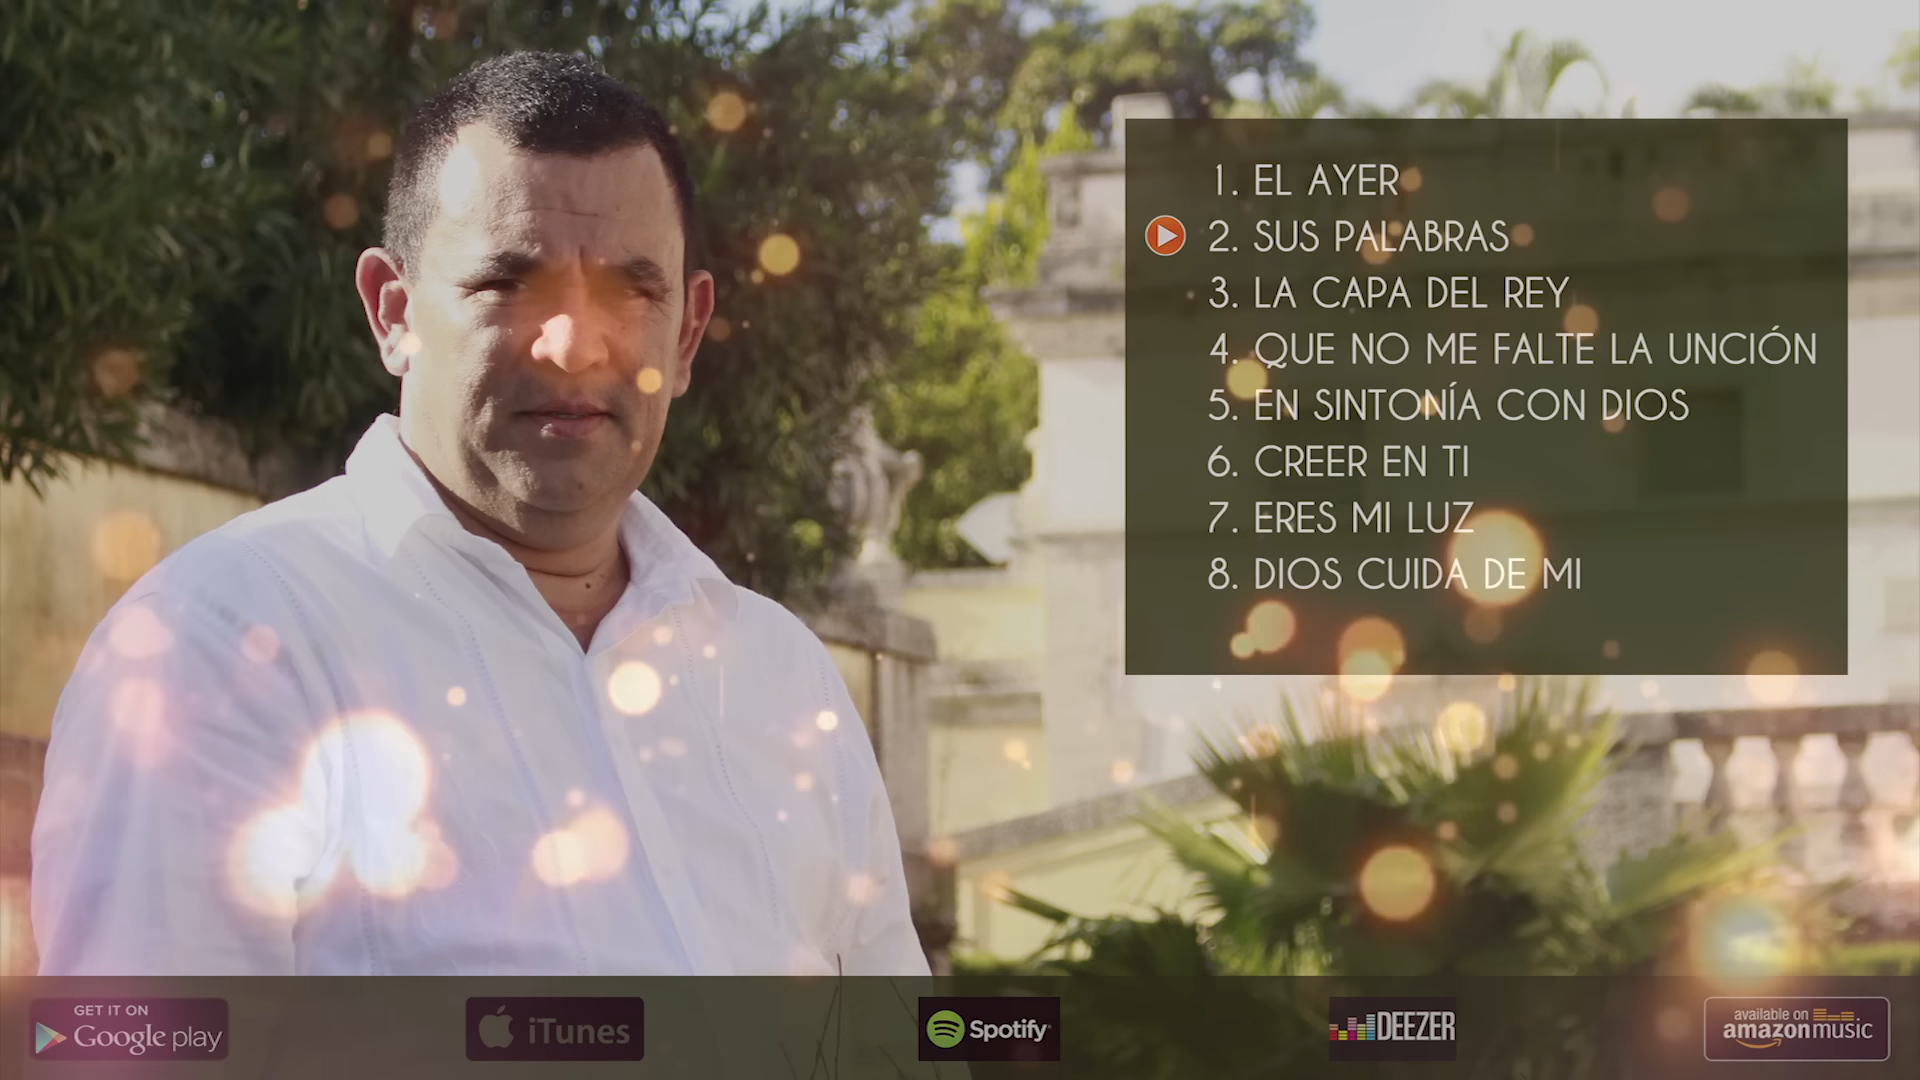 1. EL AYER
2. SUS PALABRAS
3. LA CAPA DEL REY
4. QUE NO ME FALTE LA UNCIÓN
5. EN SINTONÍA CON DIOS
6. CREER EN TI
7. ERES MI LUZ
8. DIOS CUIDA DE MI
GET IT ON
Google play
iTunes
Spotify
DEEZER
available on
amazonmusic